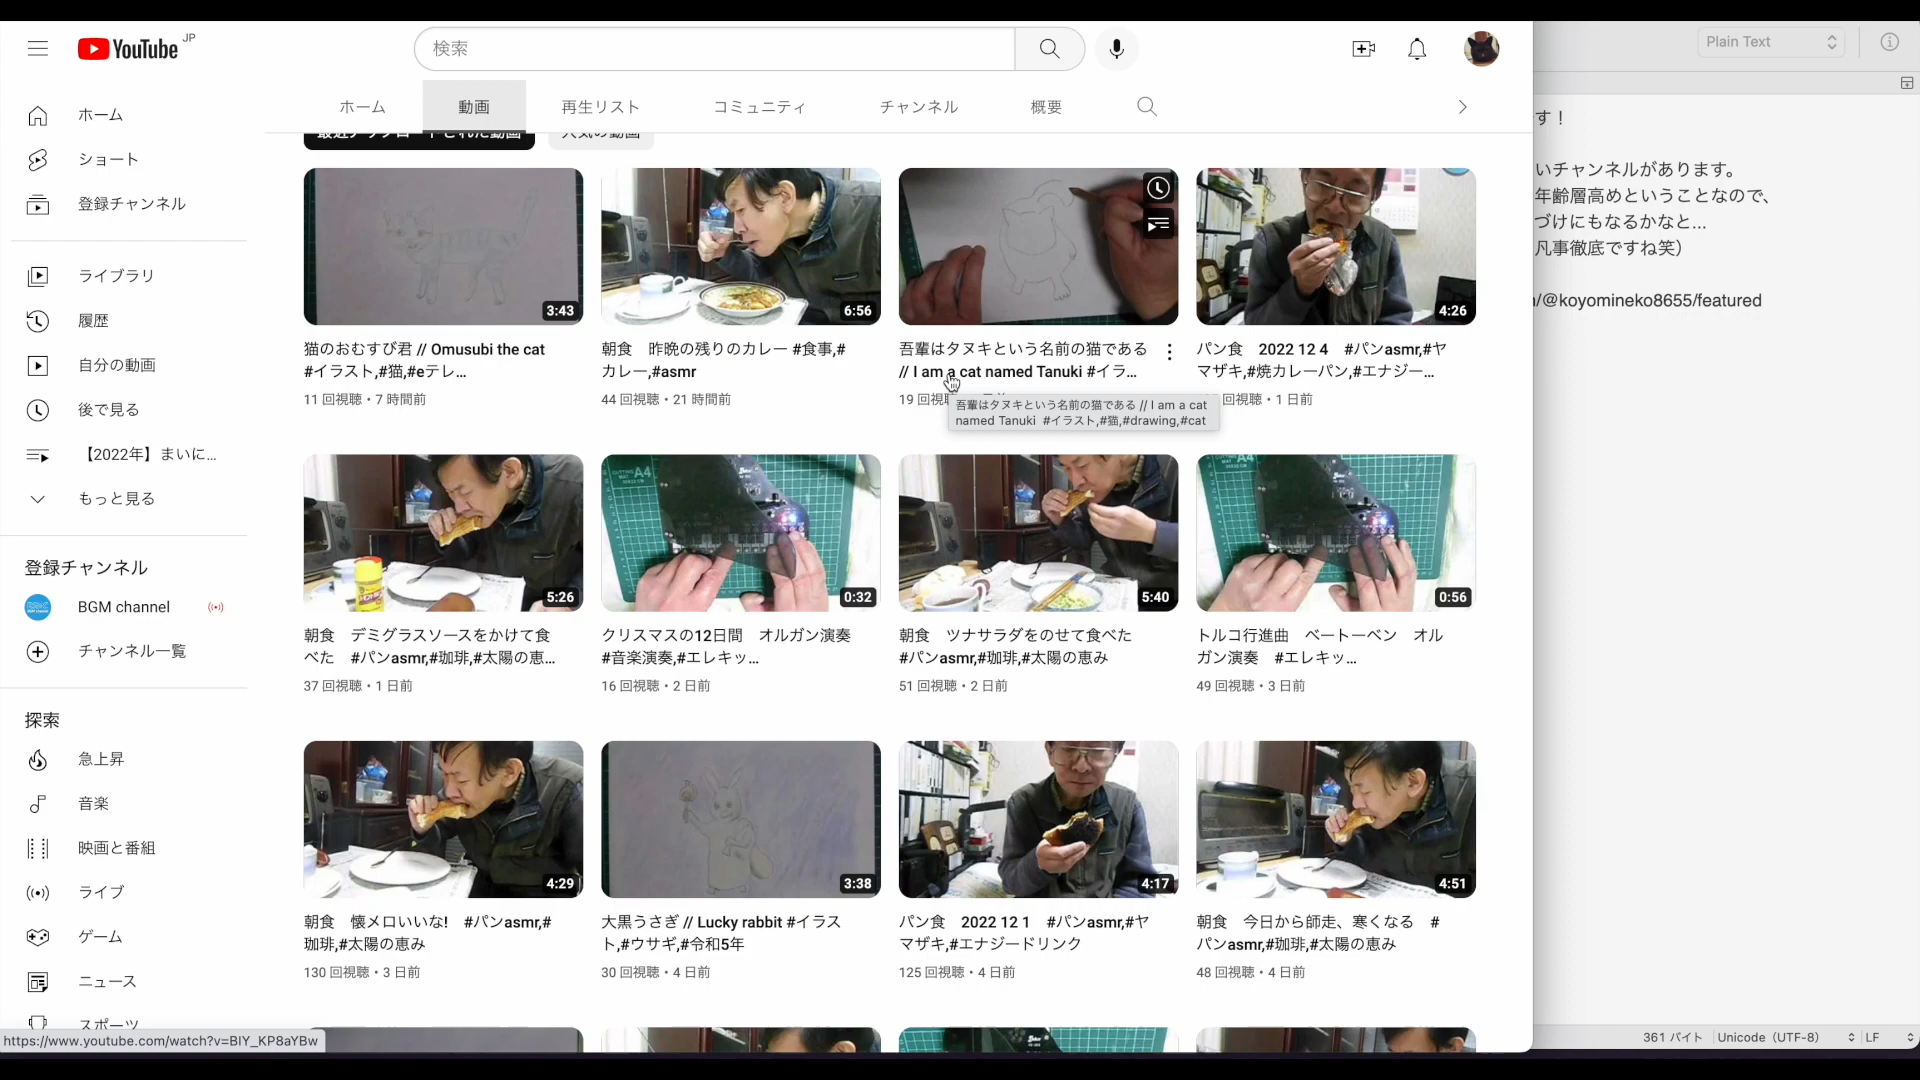 YouTube JP
検索
Plain Text
ホーム
ショート
登録チャンネル
ライブラリ
履歴
自分の動画
後で見る
【2022年】まいに...
もっと見る
登録チャンネル
BGM channel
チャンネル一覧
探索
急上昇
音楽
映画と番組
ライブ
ゲーム
ニュース
スポーツ
https://www.youtube.com/watch?v=BIY_KP8aYBw
ホーム 動画 再生リスト コミュニティ チャンネル 概要
最近アップロードされた動画 人気の動画
3:43
6:56
4:26
猫のおむすび君 // Omusubi the cat
#イラスト,#猫,#eテレ...
11 回視聴・7 時間前
朝食　昨晩の残りのカレー #食事,#
カレー,#asmr
44 回視聴・21 時間前
吾輩はタヌキという名前の猫である
// I am a cat named Tanuki #イラ...
19 回視聴
吾輩はタヌキという名前の猫である // I am a cat
named Tanuki #イラスト,#猫,#drawing,#cat
パン食　2022 12 4　#パンasmr,#ヤ
マザキ,#焼カレーパン,#エナジー...
回視聴・1 日前
5:26
0:32
5:40
0:56
朝食　デミグラスソースをかけて食
べた　#パンasmr,#珈琲,#太陽の恵...
37 回視聴・1 日前
クリスマスの12日間　オルガン演奏
#音楽演奏,#エレキッ...
16 回視聴・2 日前
朝食　ツナサラダをのせて食べた
#パンasmr,#珈琲,#太陽の恵み
51 回視聴・2 日前
トルコ行進曲　ベートーベン　オル
ガン演奏　#エレキッ...
49 回視聴・3 日前
4:29
3:38
4:17
4:51
朝食　懐メロいいな!　#パンasmr,#
珈琲,#太陽の恵み
130 回視聴・3 日前
大黒うさぎ // Lucky rabbit #イラス
ト,#ウサギ,#令和5年
30 回視聴・4 日前
パン食　2022 12 1　#パンasmr,#ヤ
マザキ,#エナジードリンク
125 回視聴・4 日前
朝食　今日から師走、寒くなる　#
パンasmr,#珈琲,#太陽の恵み
48 回視聴・4 日前
す！
いチャンネルがあります。
年齢層高めということなので、
づけにもなるかなと...
凡事徹底ですね笑）
/@koyomineko8655/featured
361 バイト Unicode（UTF-8） LF